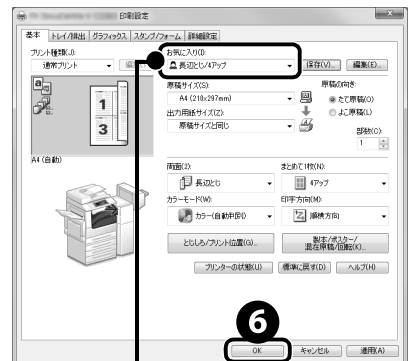 印刷設定
基本 トレイ/排出 グラフィックス スタンプ/フォーム 詳細設定
プリント種類(J):
通常プリント
お気に入り(I):
長辺とじ/4アップ
保存(V)... 編集(E)...
原稿サイズ(S):
A4 (210x297mm)
出力用紙サイズ(Z):
原稿サイズと同じ
原稿の向き:
たて原稿(O)
よこ原稿(L)
部数(C):
1
1
3
A4 (自動)
両面(2):
長辺とじ
まとめて1枚(N):
4アップ
カラーモード(W):
カラー(自動判別)
印字方向(M):
順横方向
とじしろ/プリント位置(G)...
製本/ポスター/
混在原稿/回転(K)...
プリンターの状態(U) 標準に戻す(D) ヘルプ(H)
6
OK キャンセル 適用(A)